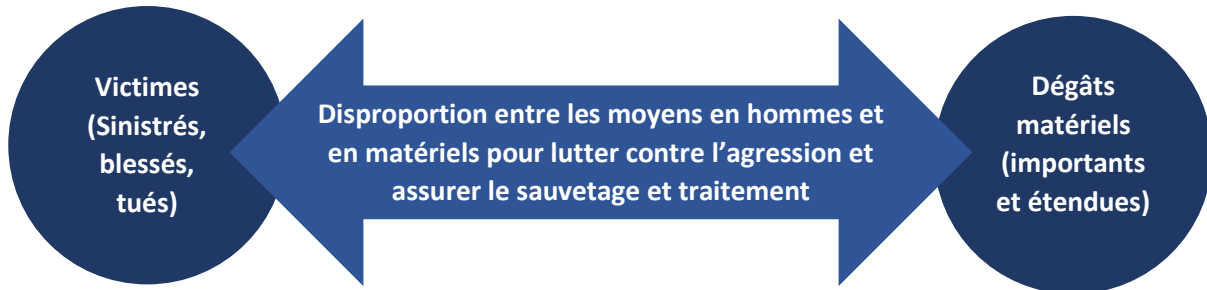 Victimes
(Sinistrés,
blessés,
tués)
Disproportion entre les moyens en hommes et
en matériels pour lutter contre l’agression et
assurer le sauvetage et traitement
Dégâts
matériels
(importants
et étendues)